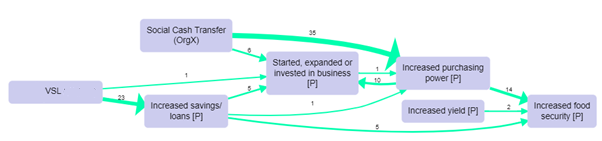 Social Cash Transfer
(OrgX)
35
6
Started, expanded or
invested in business
[P]
1
10
Increased purchasing
power [P]
VSL
1
23
5
Increased savings/
loans [P]
1
14
Increased yield [P]
2
Increased food
security [P]
5